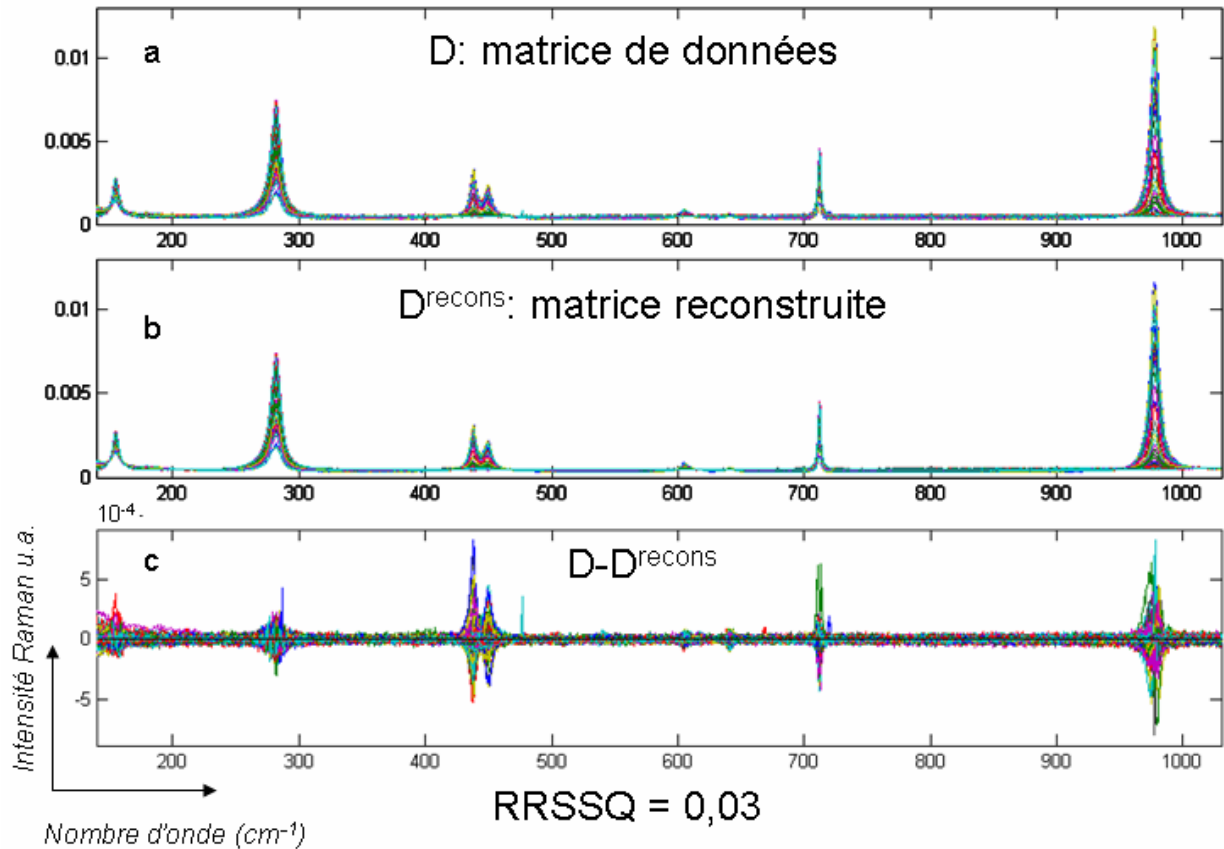 a
D: matrice de données
0.01
0.005
0
200 300 400 500 600 700 800 900 1000
b
Dʳᵉᶜᵒⁿˢ: matrice reconstruite
0.01
0.005
0
200 300 400 500 600 700 800 900 1000
10⁻⁴.
c
D-Dʳᵉᶜᵒⁿˢ
5
0
-5
200 300 400 500 600 700 800 900 1000
Intensité Raman u.a.
RRSSQ = 0,03
Nombre d'onde (cm⁻¹)